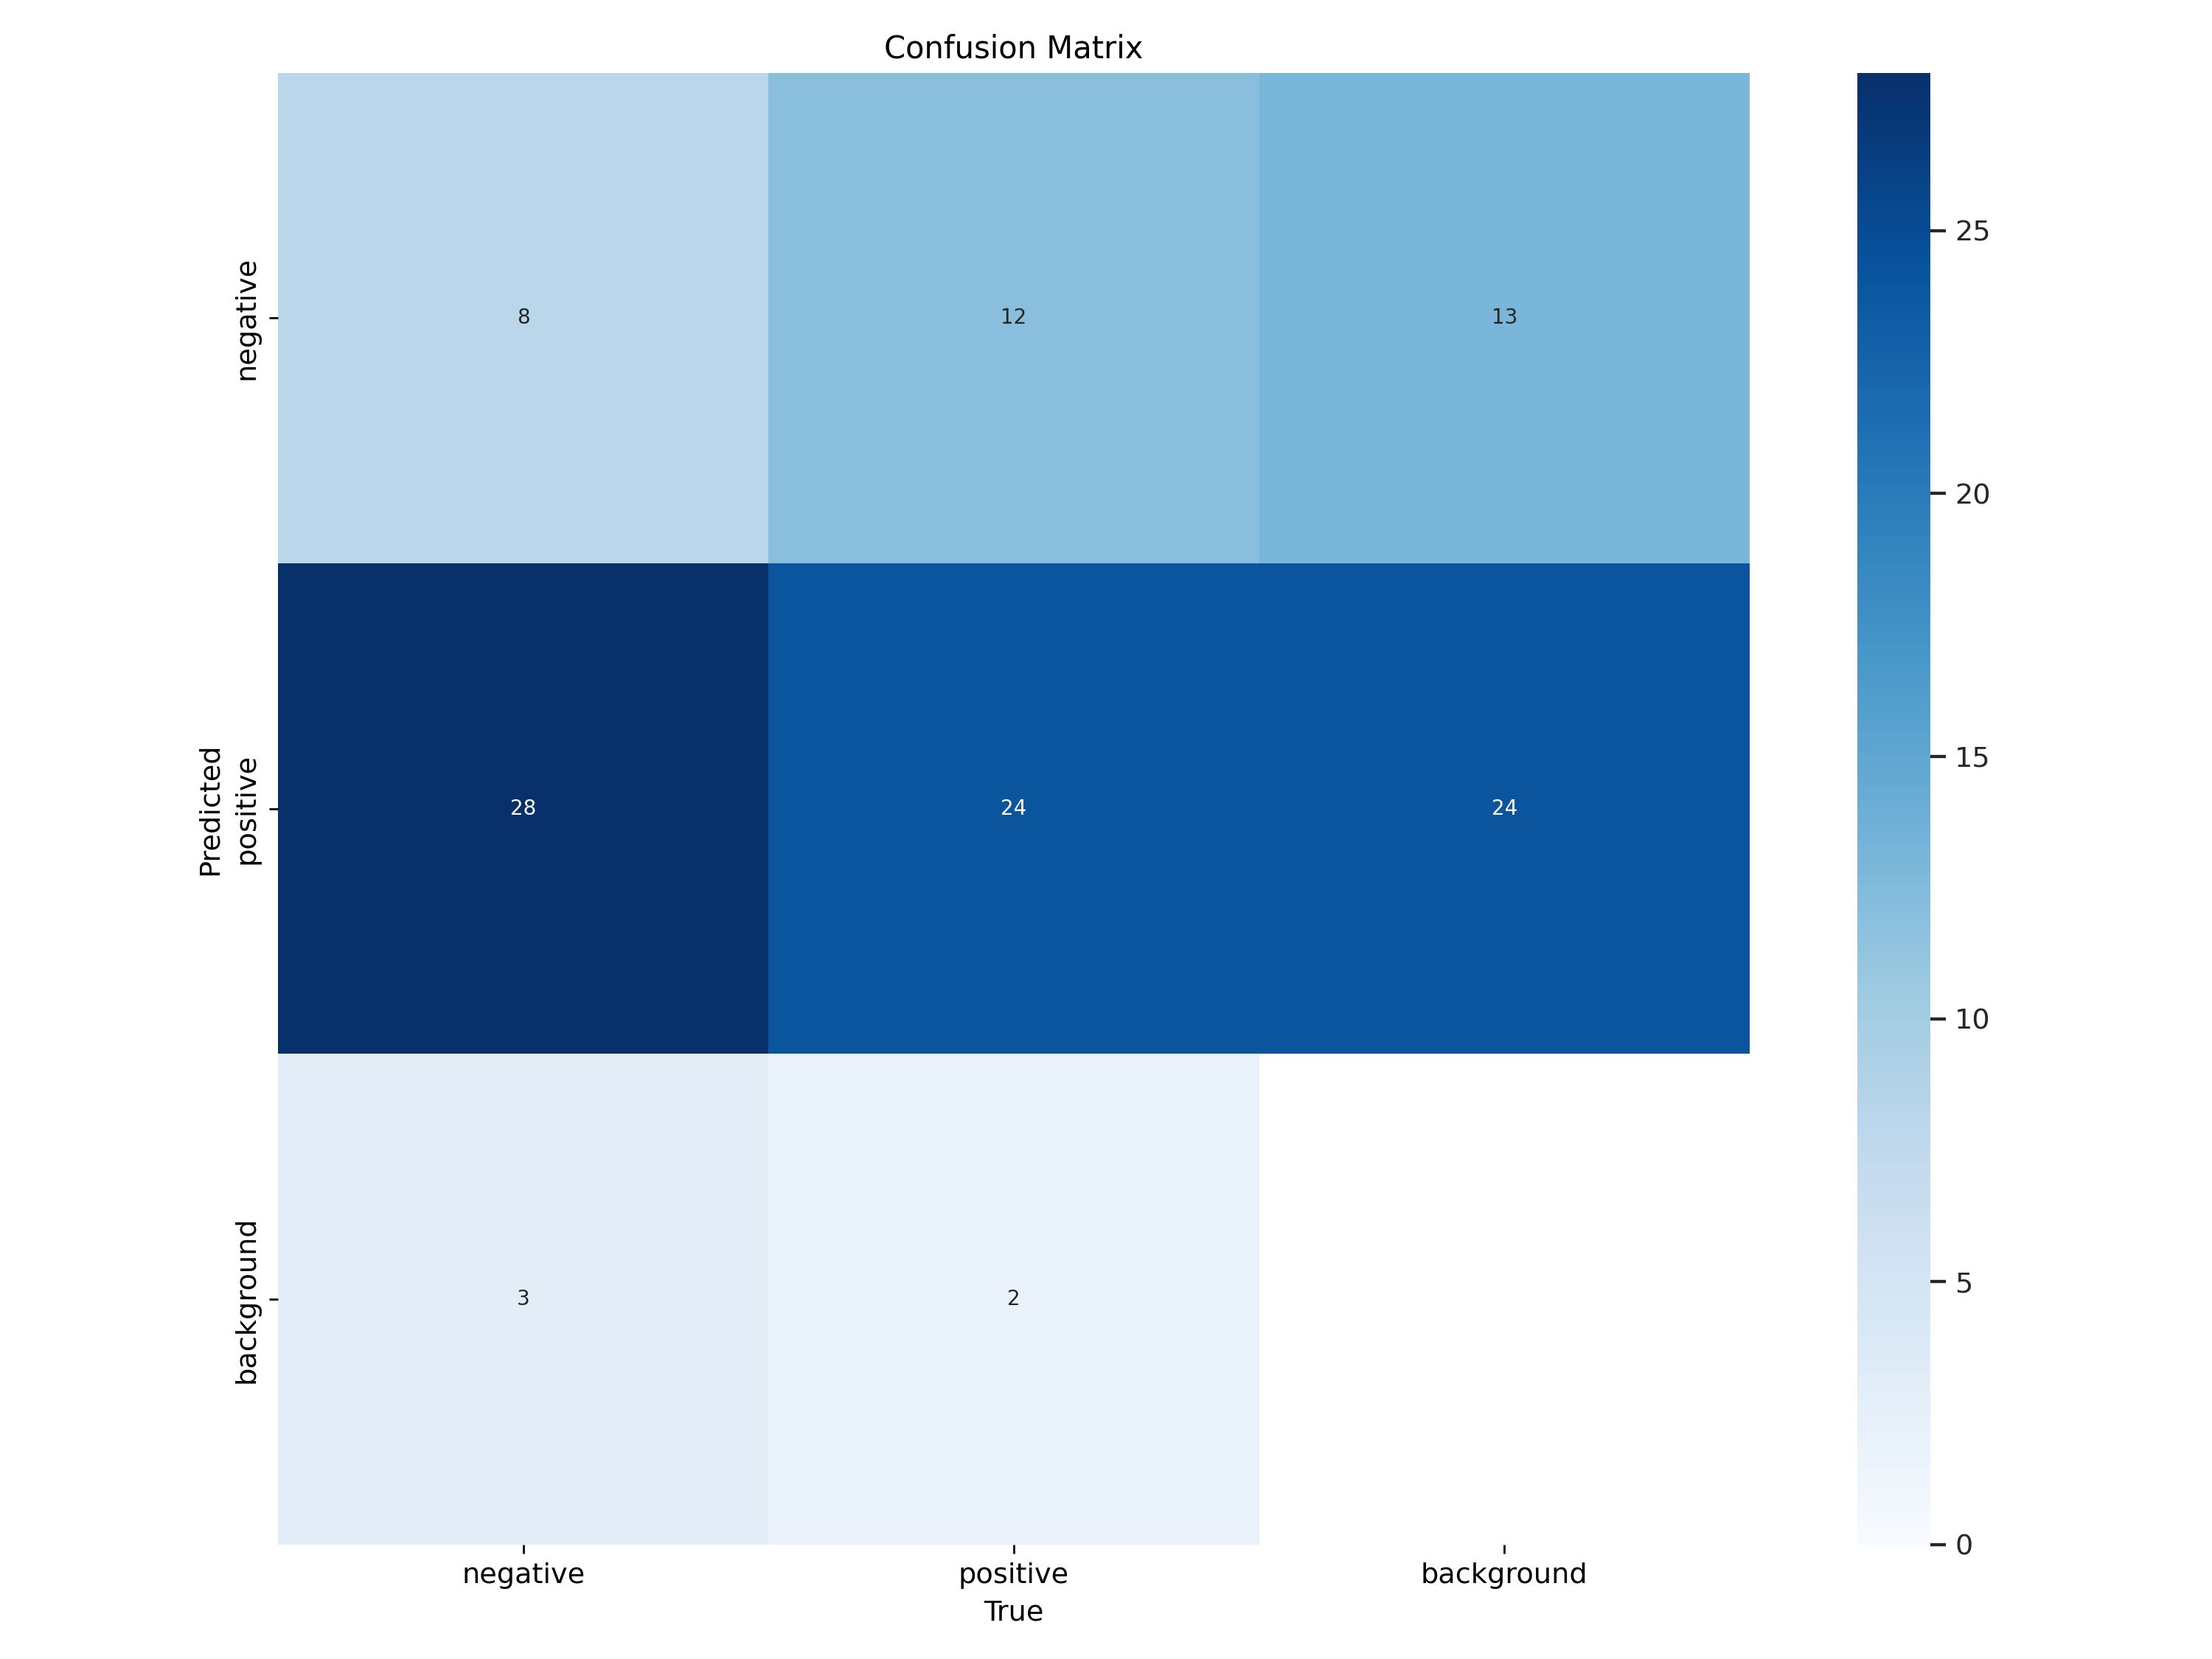 Confusion Matrix
negative
8
12
13
25
20
Predicted
positive
28
24
24
15
10
background
3
2
5
0
negative
positive
background
True